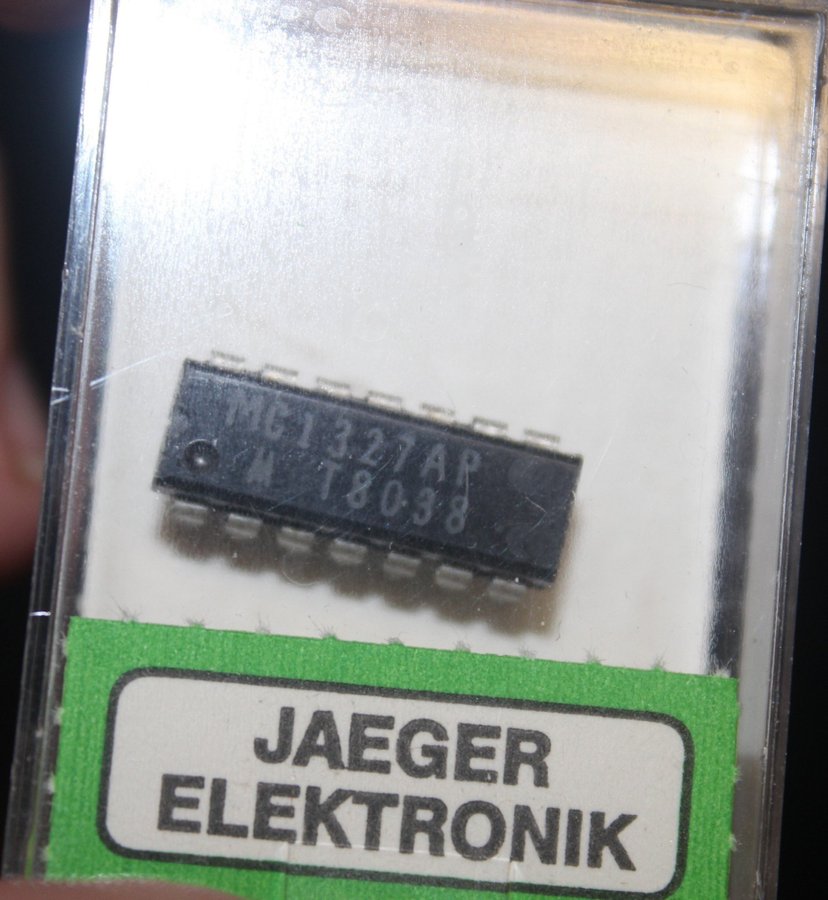 MC1327AP
T8038
JAEGER
ELEKTRONIK